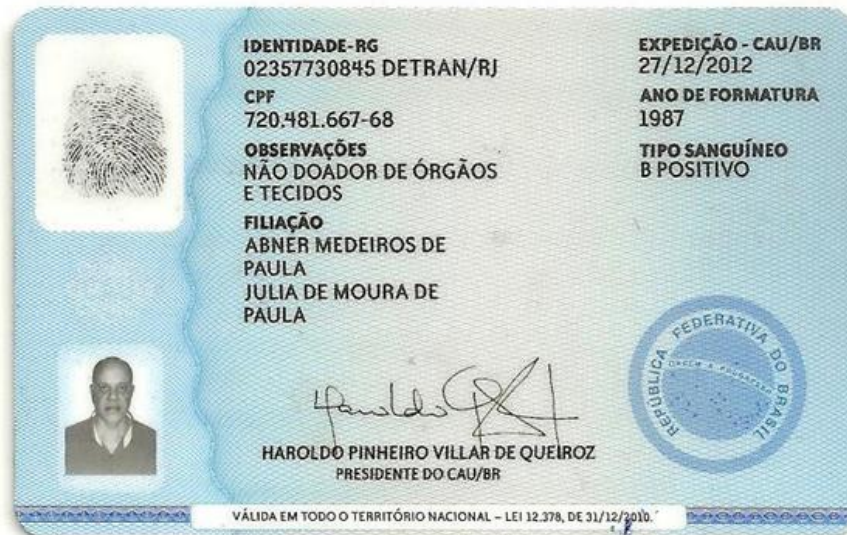 IDENTIDADE-RG
02357730845 DETRAN/RJ
CPF
720.481.667-68
OBSERVAÇÕES
NÃO DOADOR DE ÓRGÃOS
E TECIDOS
FILIAÇÃO
ABNER MEDEIROS DE
PAULA
JULIA DE MOURA DE
PAULA
EXPEDIÇÃO - CAU/BR
27/12/2012
ANO DE FORMATURA
1987
TIPO SANGUÍNEO
B POSITIVO
REPÚBLICA FEDERATIVA DO BRASIL
ORDEM E PROGRESSO
HAROLDO PINHEIRO VILLAR DE QUEIROZ
PRESIDENTE DO CAU/BR
VÁLIDA EM TODO O TERRITÓRIO NACIONAL – LEI 12.378, DE 31/12/2010.